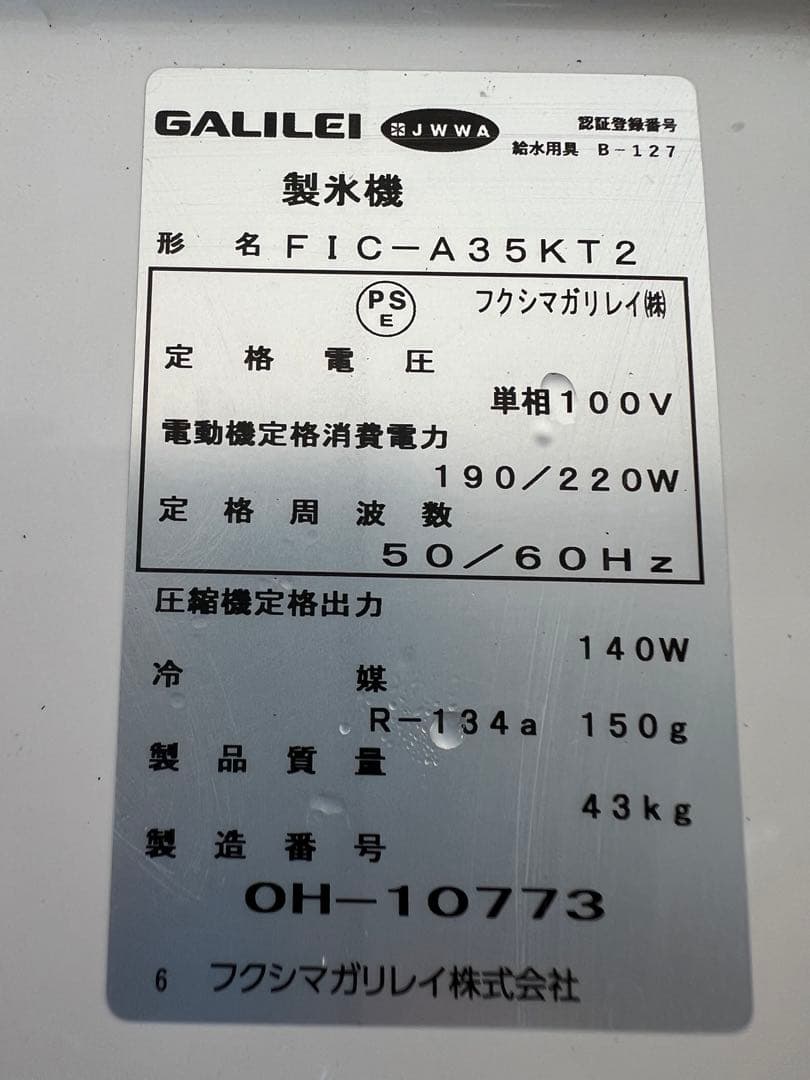 GALILEI JWWA 認証登録番号
給水用具 B-127
製氷機
形名 FIC-A35KT2
PSE フクシマガリレイ㈱
定格電圧
単相100V
電動機定格消費電力
190/220W
定格周波数
50/60Hz
圧縮機定格出力
140W
冷媒
R-134a 150g
製品質量
43kg
製造番号
OH-10773
6 フクシマガリレイ株式会社